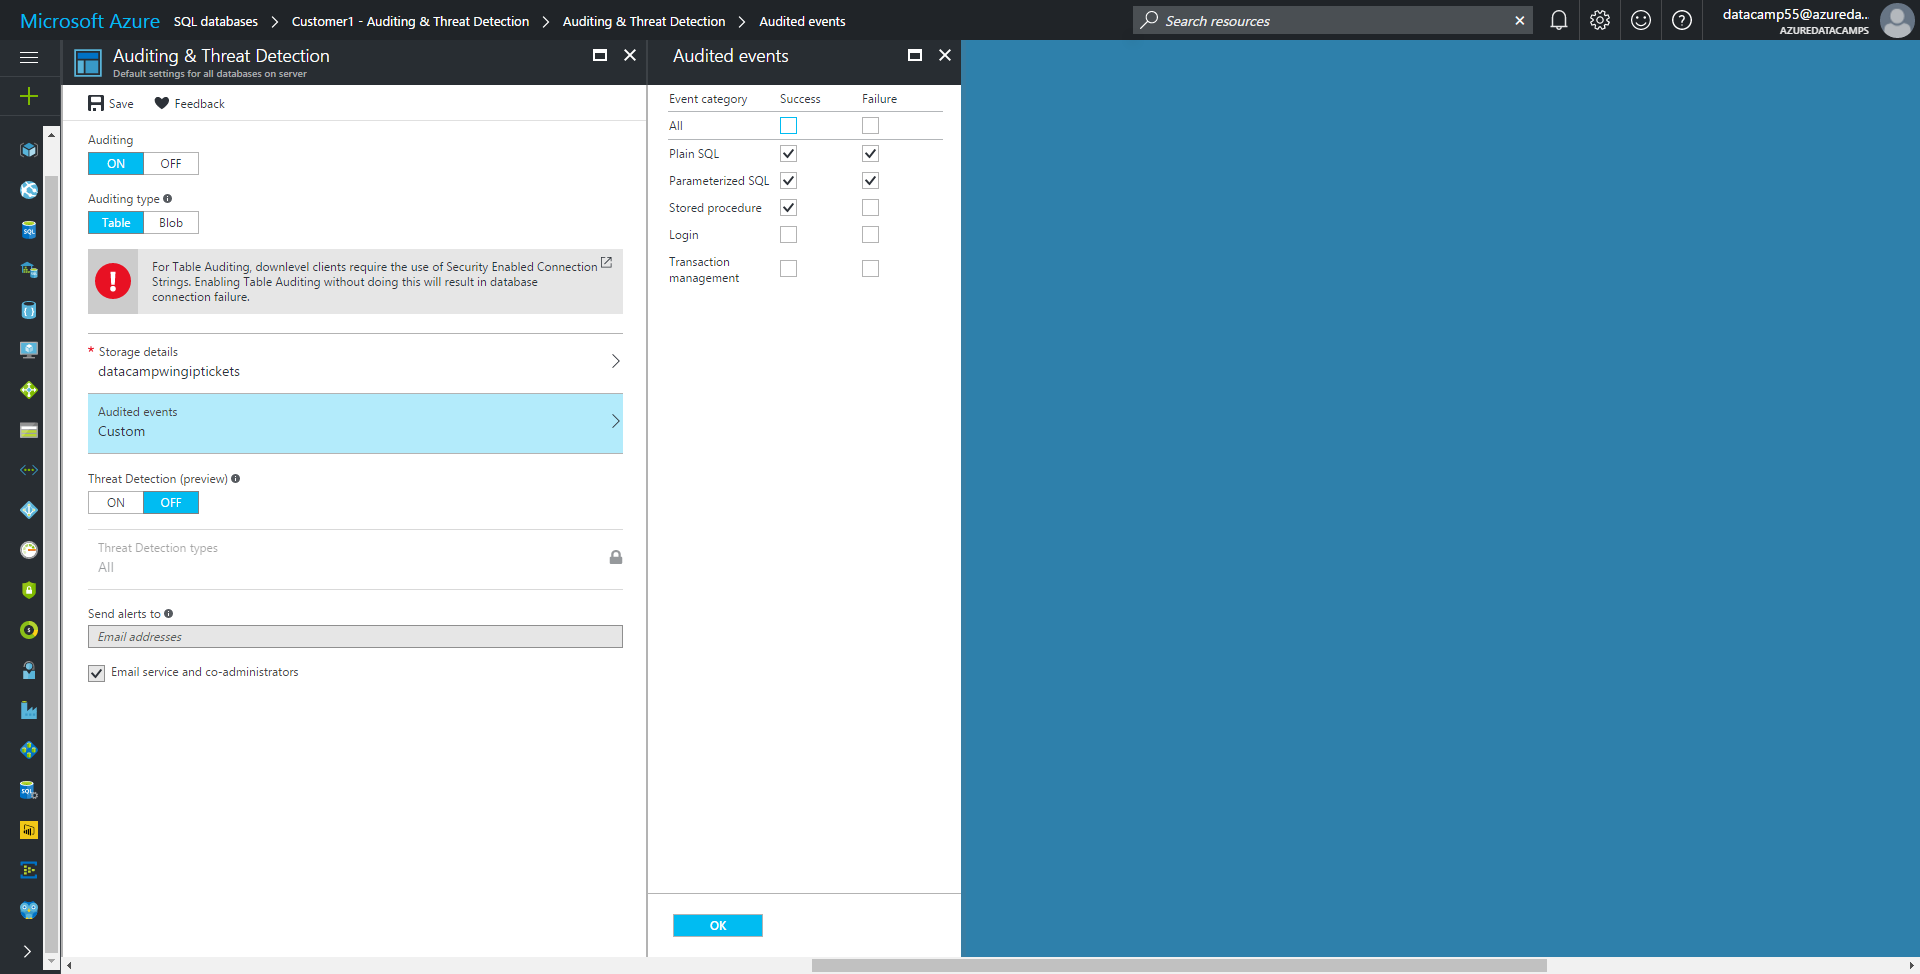 Microsoft Azure SQL databases > Customer1 - Auditing & Threat Detection > Auditing & Threat Detection > Audited events
Search resources
datacamp55@azureda...
AZUREDATACAMPS
Auditing & Threat Detection
Default settings for all databases on server
Save Feedback
Auditing
ON OFF
Auditing type
Table Blob
For Table Auditing, downlevel clients require the use of Security Enabled Connection
Strings. Enabling Table Auditing without doing this will result in database
connection failure.
* Storage details
datacampwingiptickets
Audited events
Custom
Threat Detection (preview)
ON OFF
Threat Detection types
All
Send alerts to
Email addresses
Email service and co-administrators
Audited events
Event category Success Failure
All
Plain SQL
Parameterized SQL
Stored procedure
Login
Transaction
management
OK